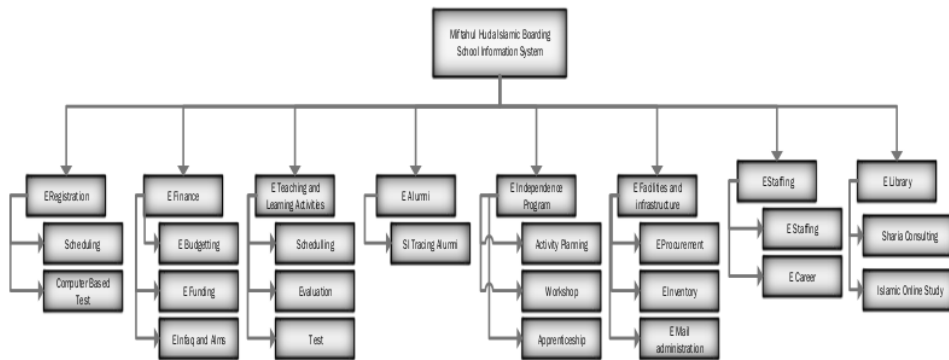 Miftahul Huda Islamic Boarding
School Information System
E Registration
Scheduling
Computer Based
Test
E Finance
E Budgetting
E Funding
E Infaq and Alms
E Teaching and
Learning Activities
Schedulling
Evaluation
Test
E Alumni
SI Tracing Alumri
E Independence
Program
Activity Planning
Workshop
Apprenticeship
E Facilities and
infrastructure
E Procurement
E Inventory
E Mail
administration
E Staffing
E Staffing
E Career
E Library
Sharia Consulting
Islamic Online Study